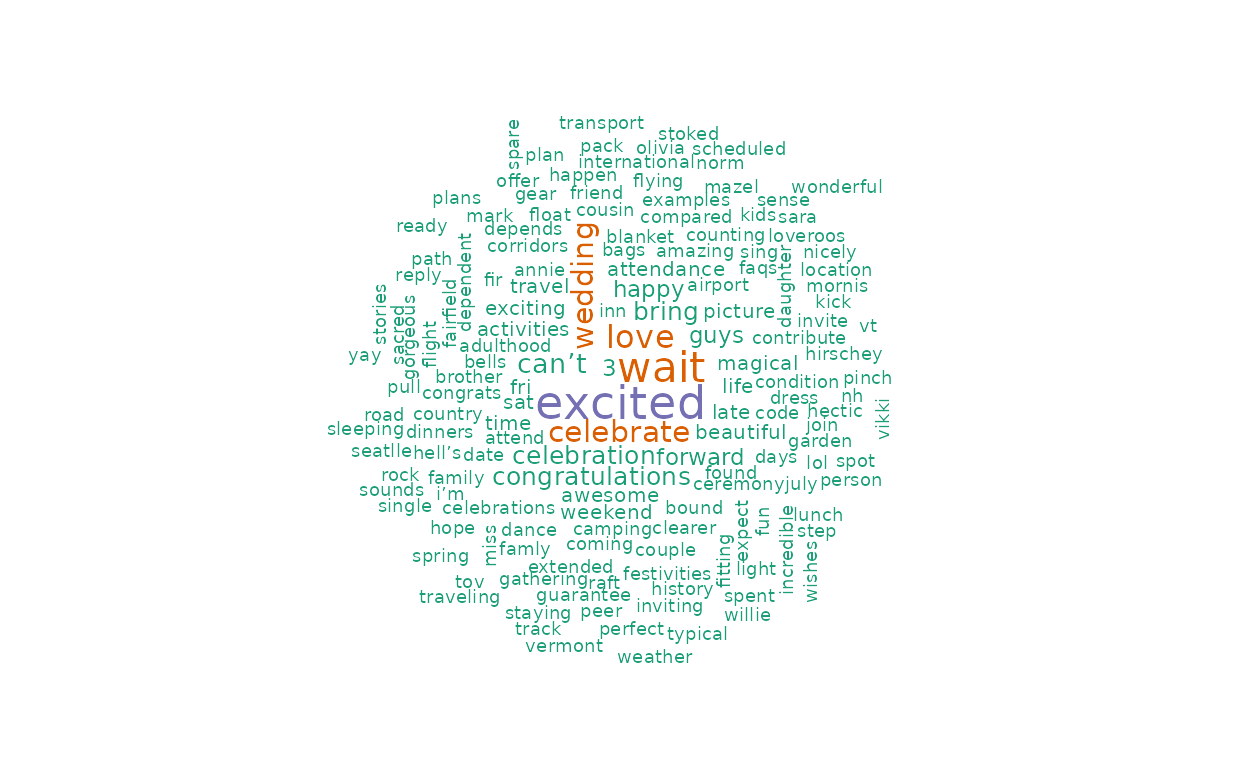 transport
spare
stoked
pack
olivia
scheduled
plan
international
norm
happen
offer
flying
mazel
wonderful
gear
friend
plans
examples
sense
cousin
mark
float
compared
kids
sara
ready
depends
blanket
counting
loveroos
corridors
wedding
bags
amazing
sing
nicely
path
dependent
annie
attendance
faqs
daughter
location
reply
fir
travel
happy
airport
mornis
stories
sacred
gorgeous
flight
fairfield
exciting
inn
bring
picture
kick
invite
vt
activities
love
guys
contribute
adulthood
yay
bells
can't
3
wait
magical
hirschey
brother
pull
congrats
fri
life
condition
pinch
sat
excited
dress
nh
road
country
late
code
hectic
vikki
sleeping
dinners
time
attend
celebrate
beautiful
join
garden
seatlle
hell's
date
celebration
forward
days
lol
spot
rock
family
congratulations
found
ceremony
july
person
sounds
i'm
awesome
single
celebrations
weekend
bound
expect
fun
incredible
lunch
hope
miss
dance
camping
clearer
step
spring
famly
coming
couple
fitting
wishes
extended
festivities
light
tov
gathering
raft
history
traveling
guarantee
spent
staying
peer
inviting
willie
track
perfect
typical
vermont
weather